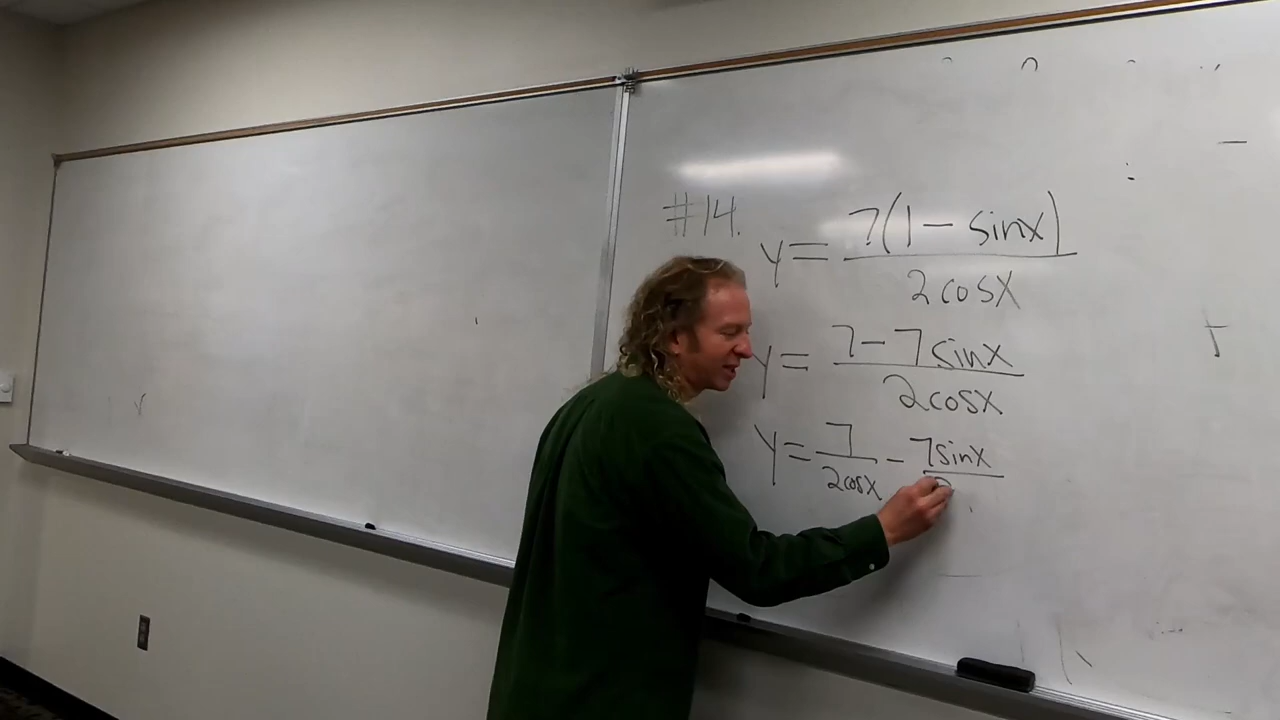 #14.
y = 7(1 - sinx) / 2cosx
y = 7 - 7sinx / 2cosx
y = 7 / 2cosx - 7sinx /